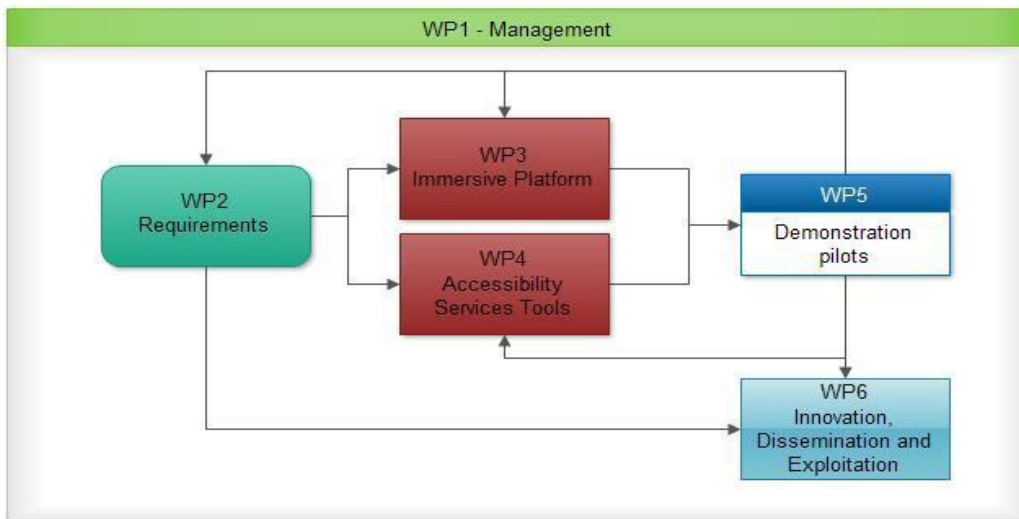 WP1 - Management
WP2
Requirements
WP3
Immersive Platform
WP4
Accessibility
Services Tools
WP5
Demonstration
pilots
WP6
Innovation,
Dissemination and
Exploitation